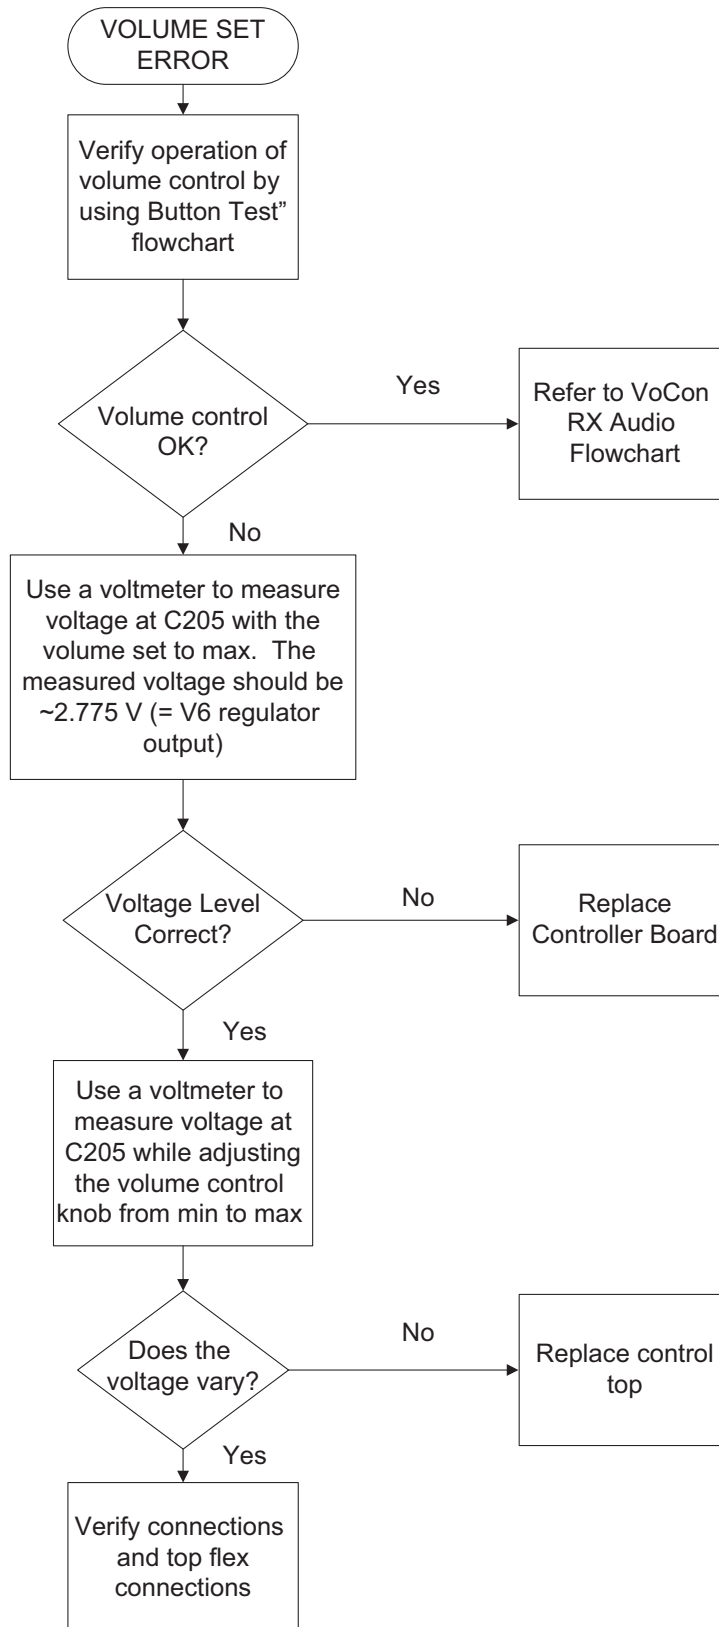 VOLUME SET
ERROR
Verify operation of
volume control by
using Button Test”
flowchart
Volume control
OK?
Yes
Refer to VoCon
RX Audio
Flowchart
No
Use a voltmeter to measure
voltage at C205 with the
volume set to max. The
measured voltage should be
~2.775 V (= V6 regulator
output)
Voltage Level
Correct?
No
Replace
Controller Board
Yes
Use a voltmeter to
measure voltage at
C205 while adjusting
the volume control
knob from min to max
Does the
voltage vary?
No
Replace control
top
Yes
Verify connections
and top flex
connections